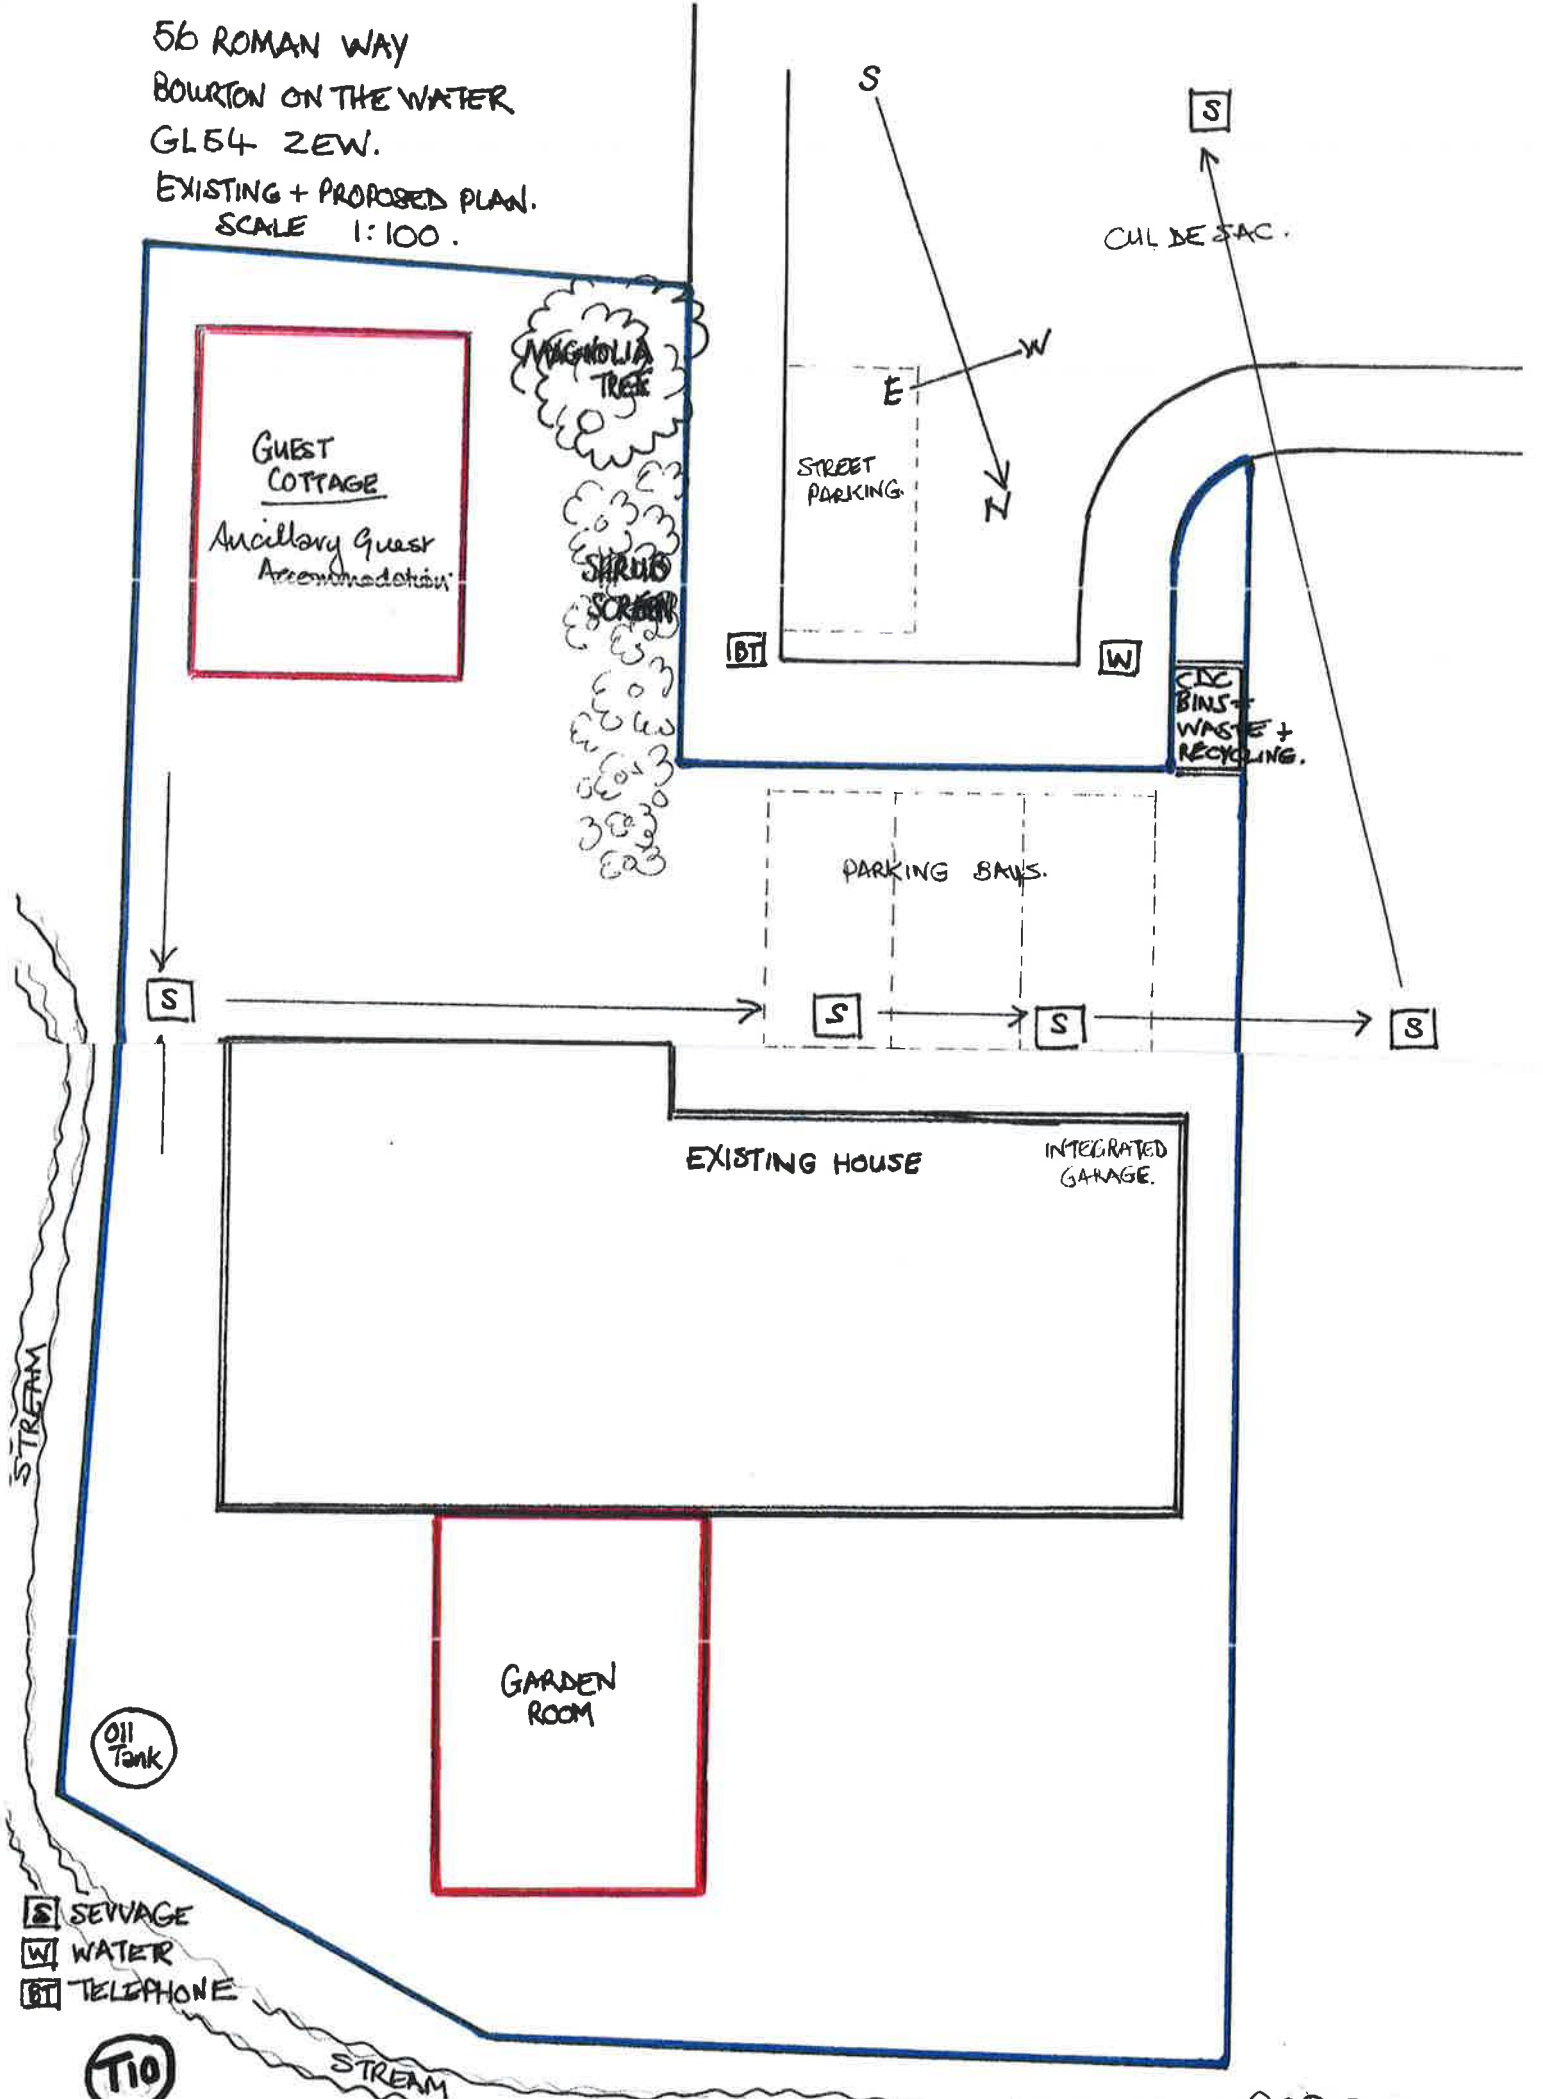 56 ROMAN WAY
BOURTON ON THE WATER
GL54 2EW.
EXISTING + PROPOSED PLAN.
SCALE 1:100.
S
S
CUL DE SAC.
MAGNOLIA
TREE
W
E
N
GUEST
COTTAGE
Ancillary Guest
Accommodation
STREET
PARKING.
SHRUB
SCREEN
BT
W
CDC
BINS +
WASTE +
RECYCLING.
PARKING BAYS.
S
S
S
S
EXISTING HOUSE
INTEGRATED
GARAGE.
STREAM
GARDEN
ROOM
Oil
Tank
S SEWAGE
W WATER
BT TELEPHONE
T10
STREAM